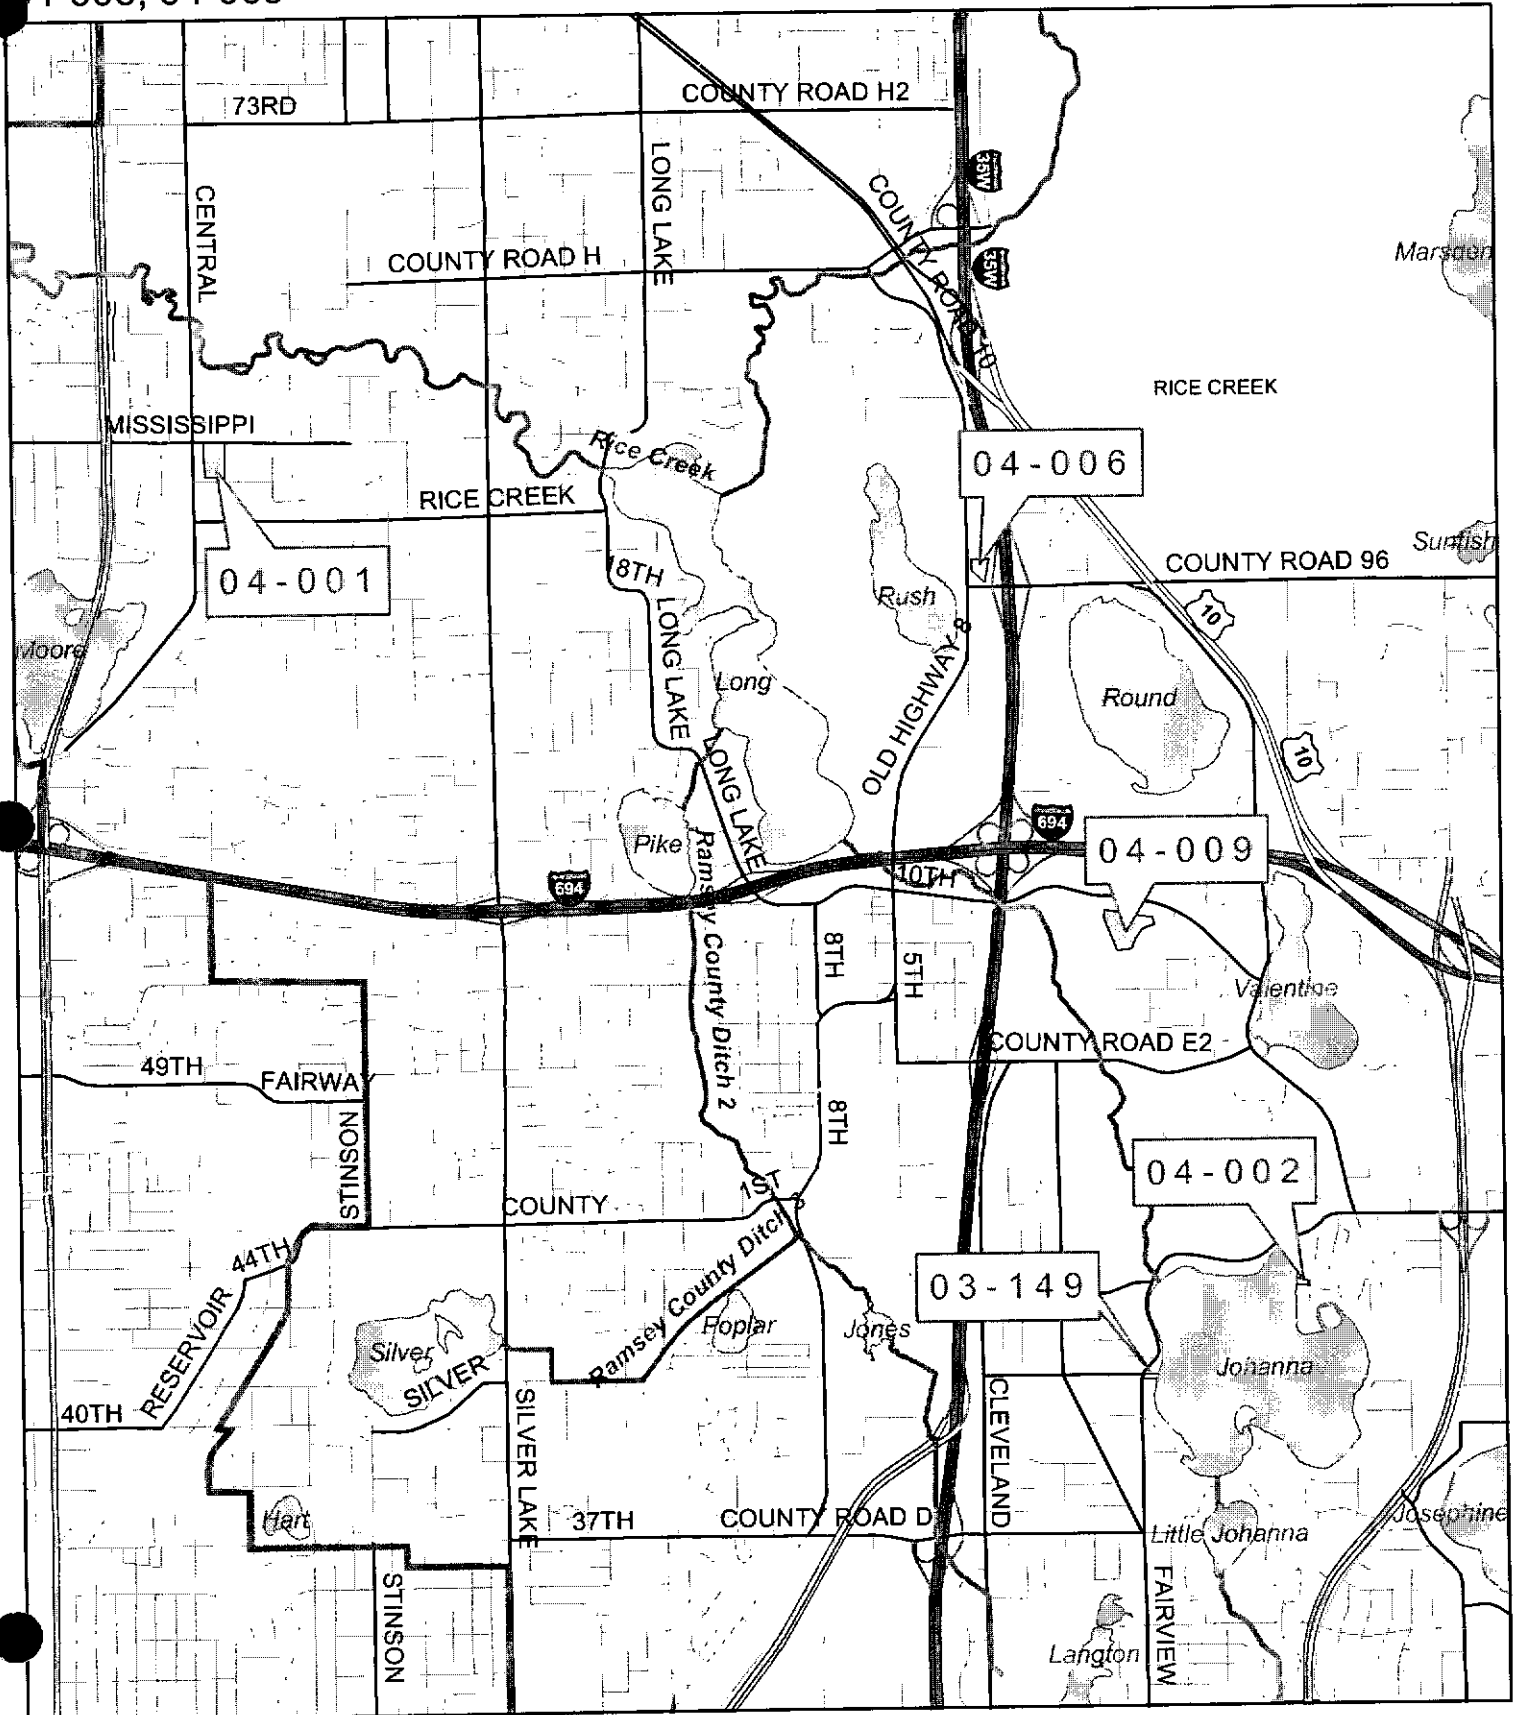 73RD
COUNTY ROAD H2
LONG LAKE
35W
COUNTY ROAD 10
CENTRAL
COUNTY ROAD H
35W
Marsden
RICE CREEK
MISSISSIPPI
Rice Creek
04-006
RICE CREEK
04-001
18TH
Rush
COUNTY ROAD 96
Sunfish
10
Moore
LONG LAKE
Long
OLD HIGHWAY 8
Round
10
LONG LAKE
Pike
694
694
04-009
10TH
Ramsey County Ditch 2
8TH
5TH
Valentine
COUNTY ROAD E2
49TH
FAIRWAY
STINSON
8TH
04-002
COUNTY
1ST
44TH
RESERVOIR
Ramsey County Ditch 3
03-149
Silver
SILVER
Poplar
Jones
Johanna
40TH
SILVER LAKE
CLEVELAND
Hart
37TH
COUNTY ROAD D
Little Johanna
Josephine
STINSON
Langton
FAIRVIEW